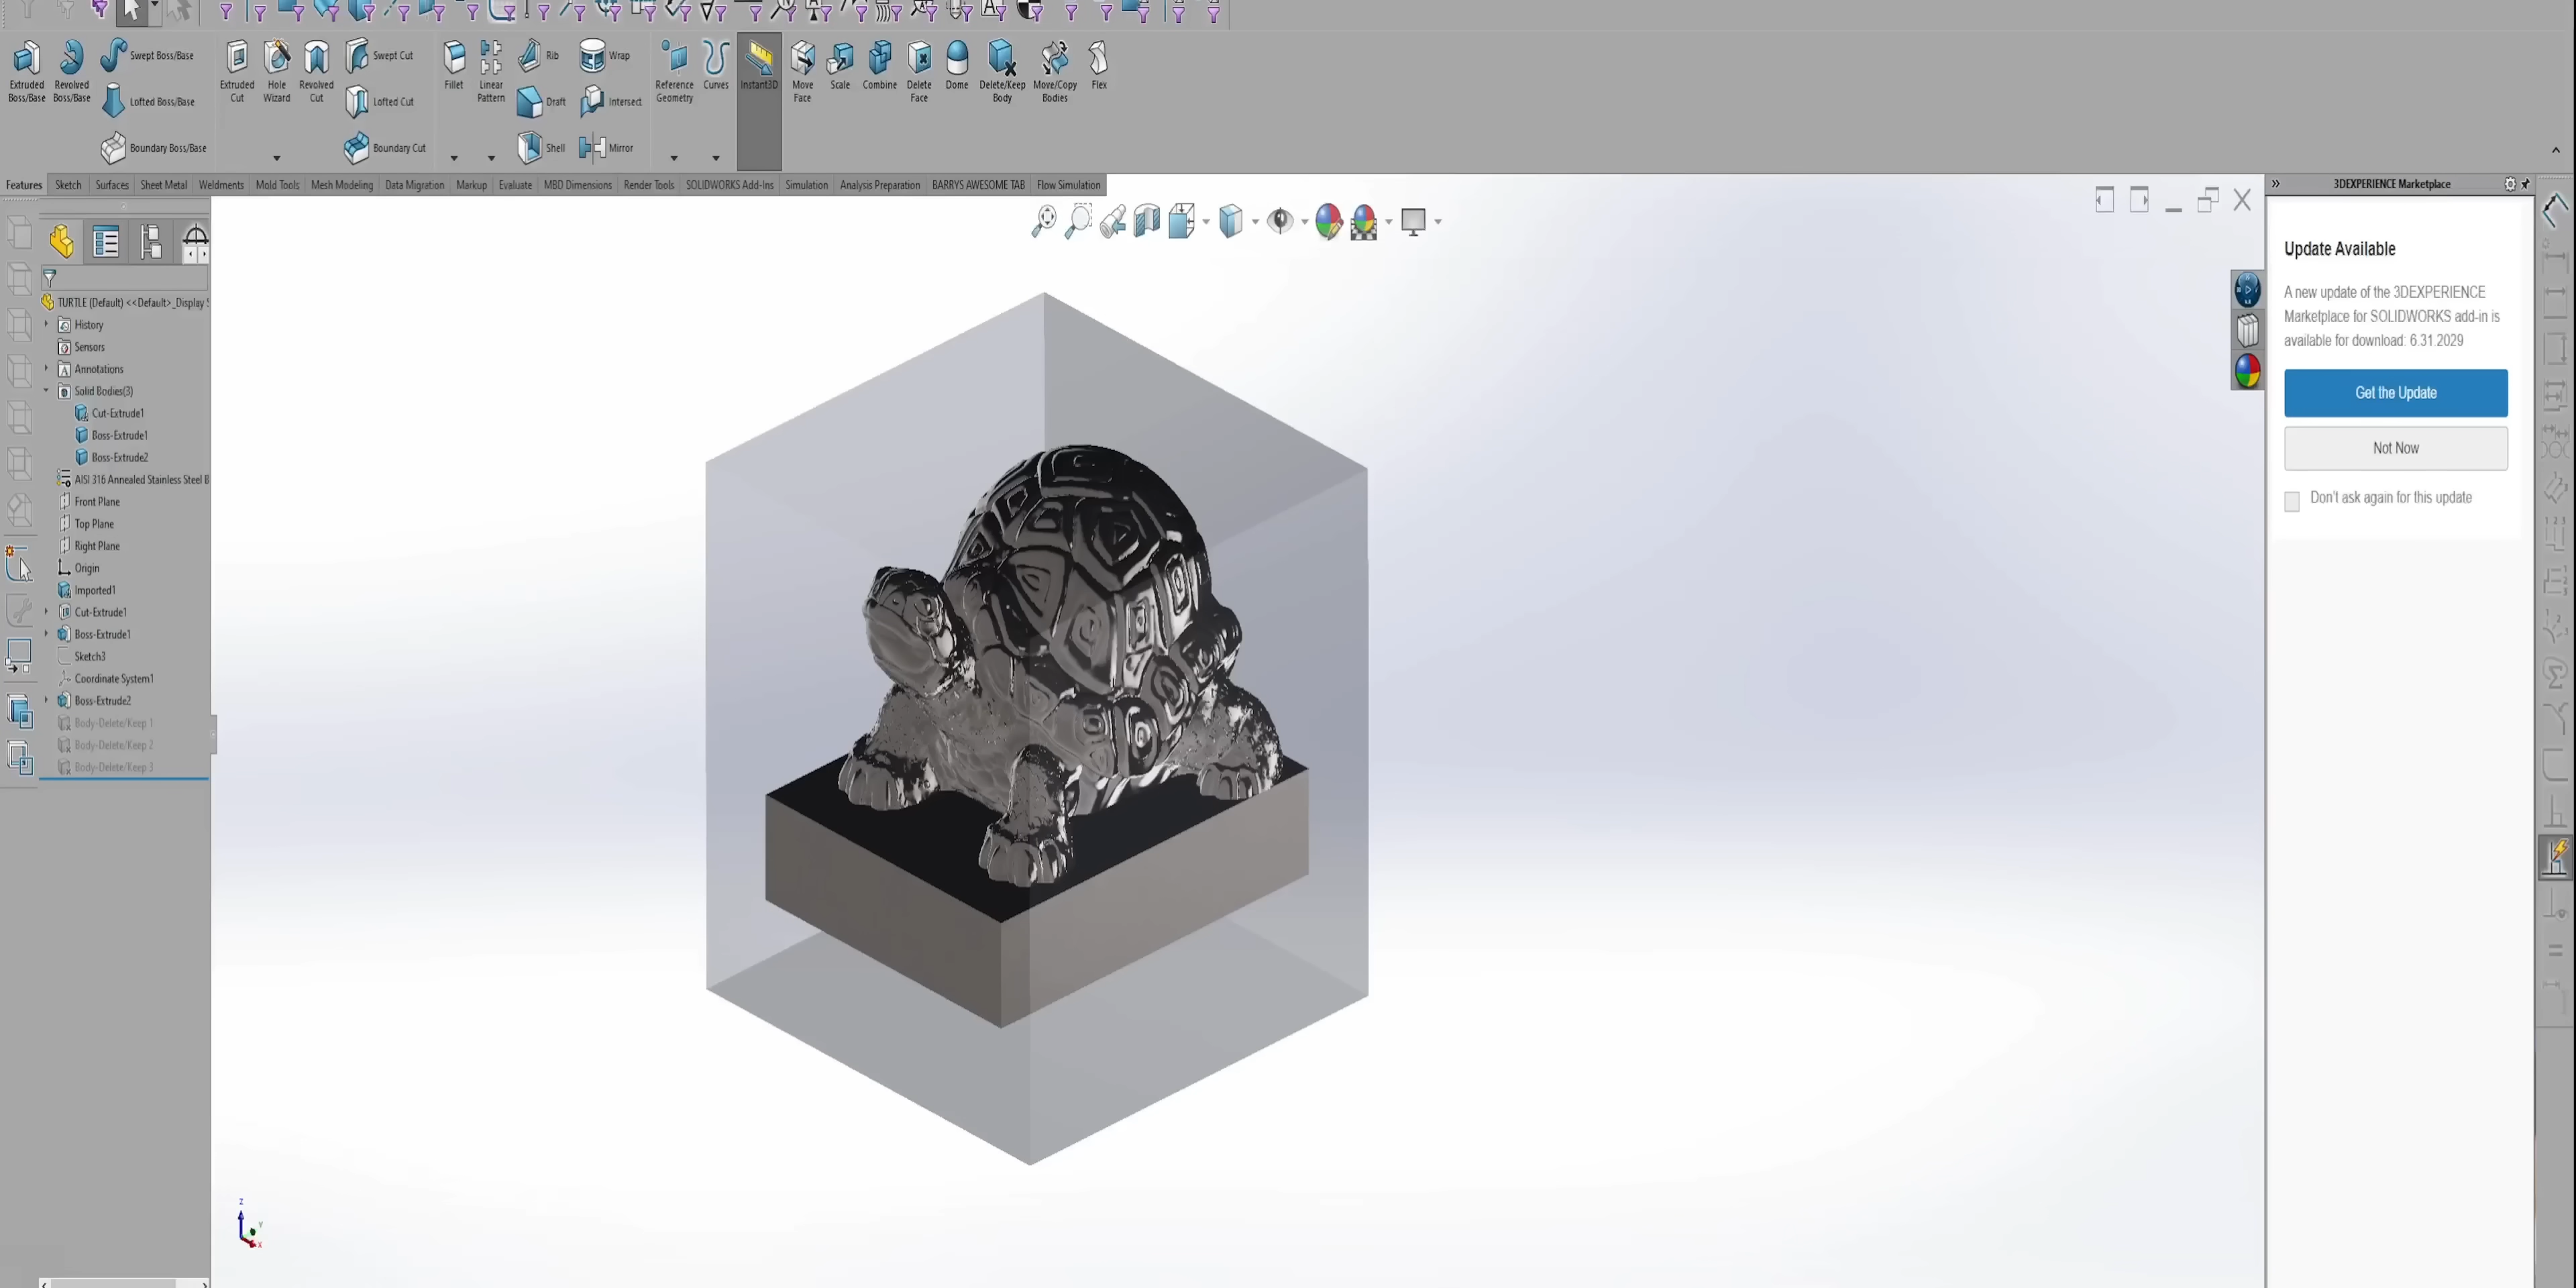 Extruded
Boss/Base
Revolved
Boss/Base
Swept Boss/Base
Lofted Boss/Base
Boundary Boss/Base
Extruded
Cut
Hole
Wizard
Revolved
Cut
Swept Cut
Lofted Cut
Boundary Cut
Fillet
Linear
Pattern
Rib
Draft
Shell
Wrap
Intersect
Mirror
Reference
Geometry
Curves
Instant3D
Move
Face
Scale
Combine
Delete
Face
Dome
Delete/Keep
Body
Move/Copy
Bodies
Flex
Features
Sketch
Surfaces
Sheet Metal
Weldments
Mold Tools
Mesh Modeling
Data Migration
Markup
Evaluate
MBD Dimensions
Render Tools
SOLIDWORKS Add-Ins
Simulation
Analysis Preparation
BARRYS AWESOME TAB
Flow Simulation
TURTLE (Default) <<Default>_Display S
History
Sensors
Annotations
Solid Bodies(3)
Cut-Extrude1
Boss-Extrude1
Boss-Extrude2
AISI 316 Annealed Stainless Steel B
Front Plane
Top Plane
Right Plane
Origin
Imported1
Cut-Extrude1
Boss-Extrude1
Sketch3
Coordinate System1
Boss-Extrude2
Body-Delete/Keep 1
Body-Delete/Keep 2
Body-Delete/Keep 3
Z
Y
X
3DEXPERIENCE Marketplace
Update Available
A new update of the 3DEXPERIENCE
Marketplace for SOLIDWORKS add-in is
available for download: 6.31.2029
Get the Update
Not Now
Don't ask again for this update